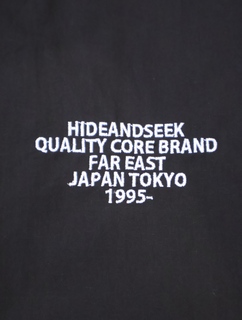 HIDEANDSEEK
QUALITY CORE BRAND
FAR EAST
JAPAN TOKYO
1995-